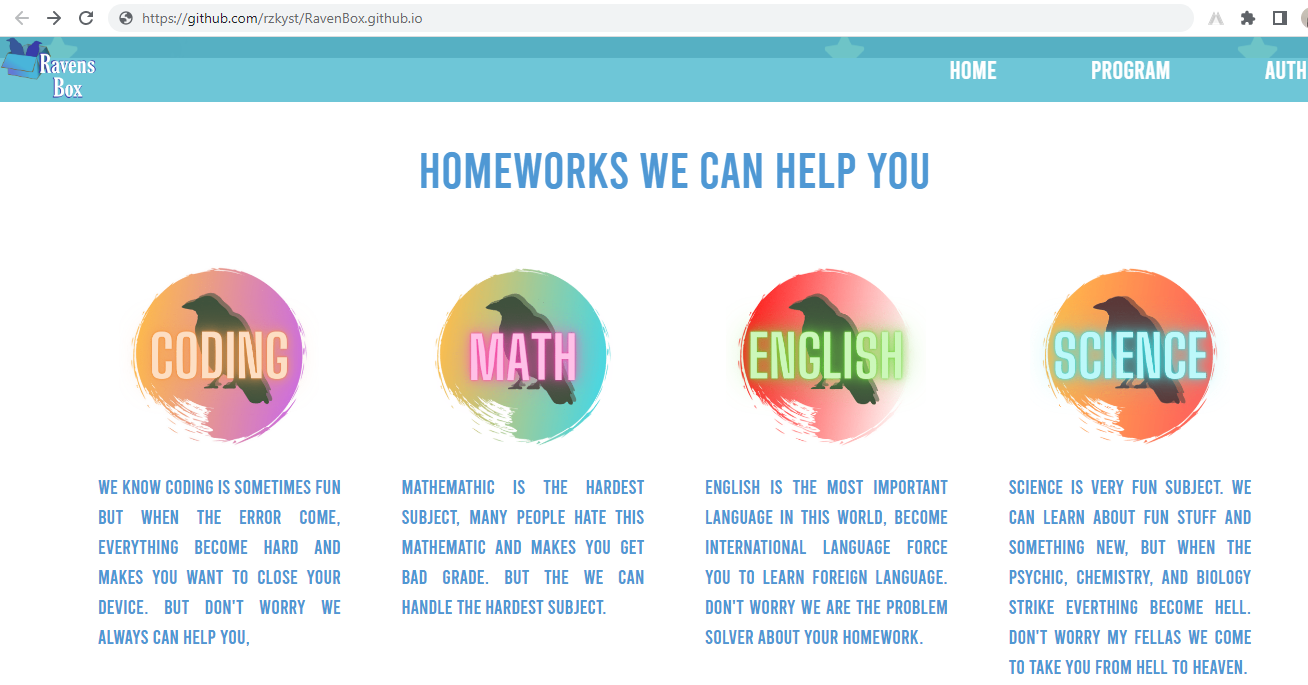 https://github.com/rzkyst/RavenBox.github.io
Ravens
Box
HOME
PROGRAM
AUTH
HOMEWORKS WE CAN HELP YOU
CODING
MATH
ENGLISH
SCIENCE
WE KNOW CODING IS SOMETIMES FUN
BUT WHEN THE ERROR COME,
EVERYTHING BECOME HARD AND
MAKES YOU WANT TO CLOSE YOUR
DEVICE. BUT DON'T WORRY WE
ALWAYS CAN HELP YOU,
MATHEMATHIC IS THE HARDEST
SUBJECT, MANY PEOPLE HATE THIS
MATHEMATIC AND MAKES YOU GET
BAD GRADE. BUT THE WE CAN
HANDLE THE HARDEST SUBJECT.
ENGLISH IS THE MOST IMPORTANT
LANGUAGE IN THIS WORLD, BECOME
INTERNATIONAL LANGUAGE FORCE
YOU TO LEARN FOREIGN LANGUAGE.
DON'T WORRY WE ARE THE PROBLEM
SOLVER ABOUT YOUR HOMEWORK.
SCIENCE IS VERY FUN SUBJECT. WE
CAN LEARN ABOUT FUN STUFF AND
SOMETHING NEW, BUT WHEN THE
PSYCHIC, CHEMISTRY, AND BIOLOGY
STRIKE EVERTHING BECOME HELL.
DON'T WORRY MY FELLAS WE COME
TO TAKE YOU FROM HELL TO HEAVEN.